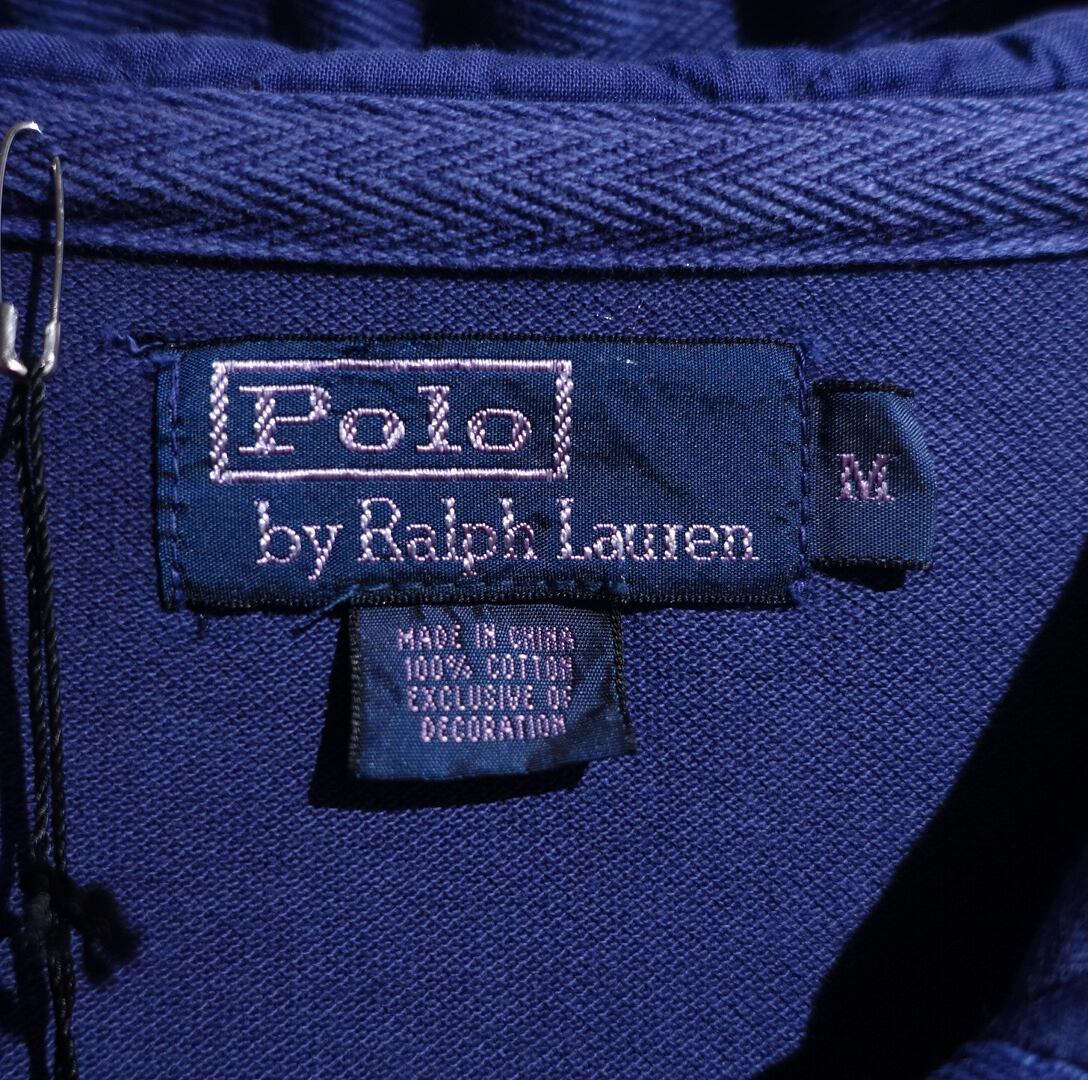 Polo
by Ralph Lauren
M
MADE IN CHINA
100% COTTON
EXCLUSIVE OF
DECORATION